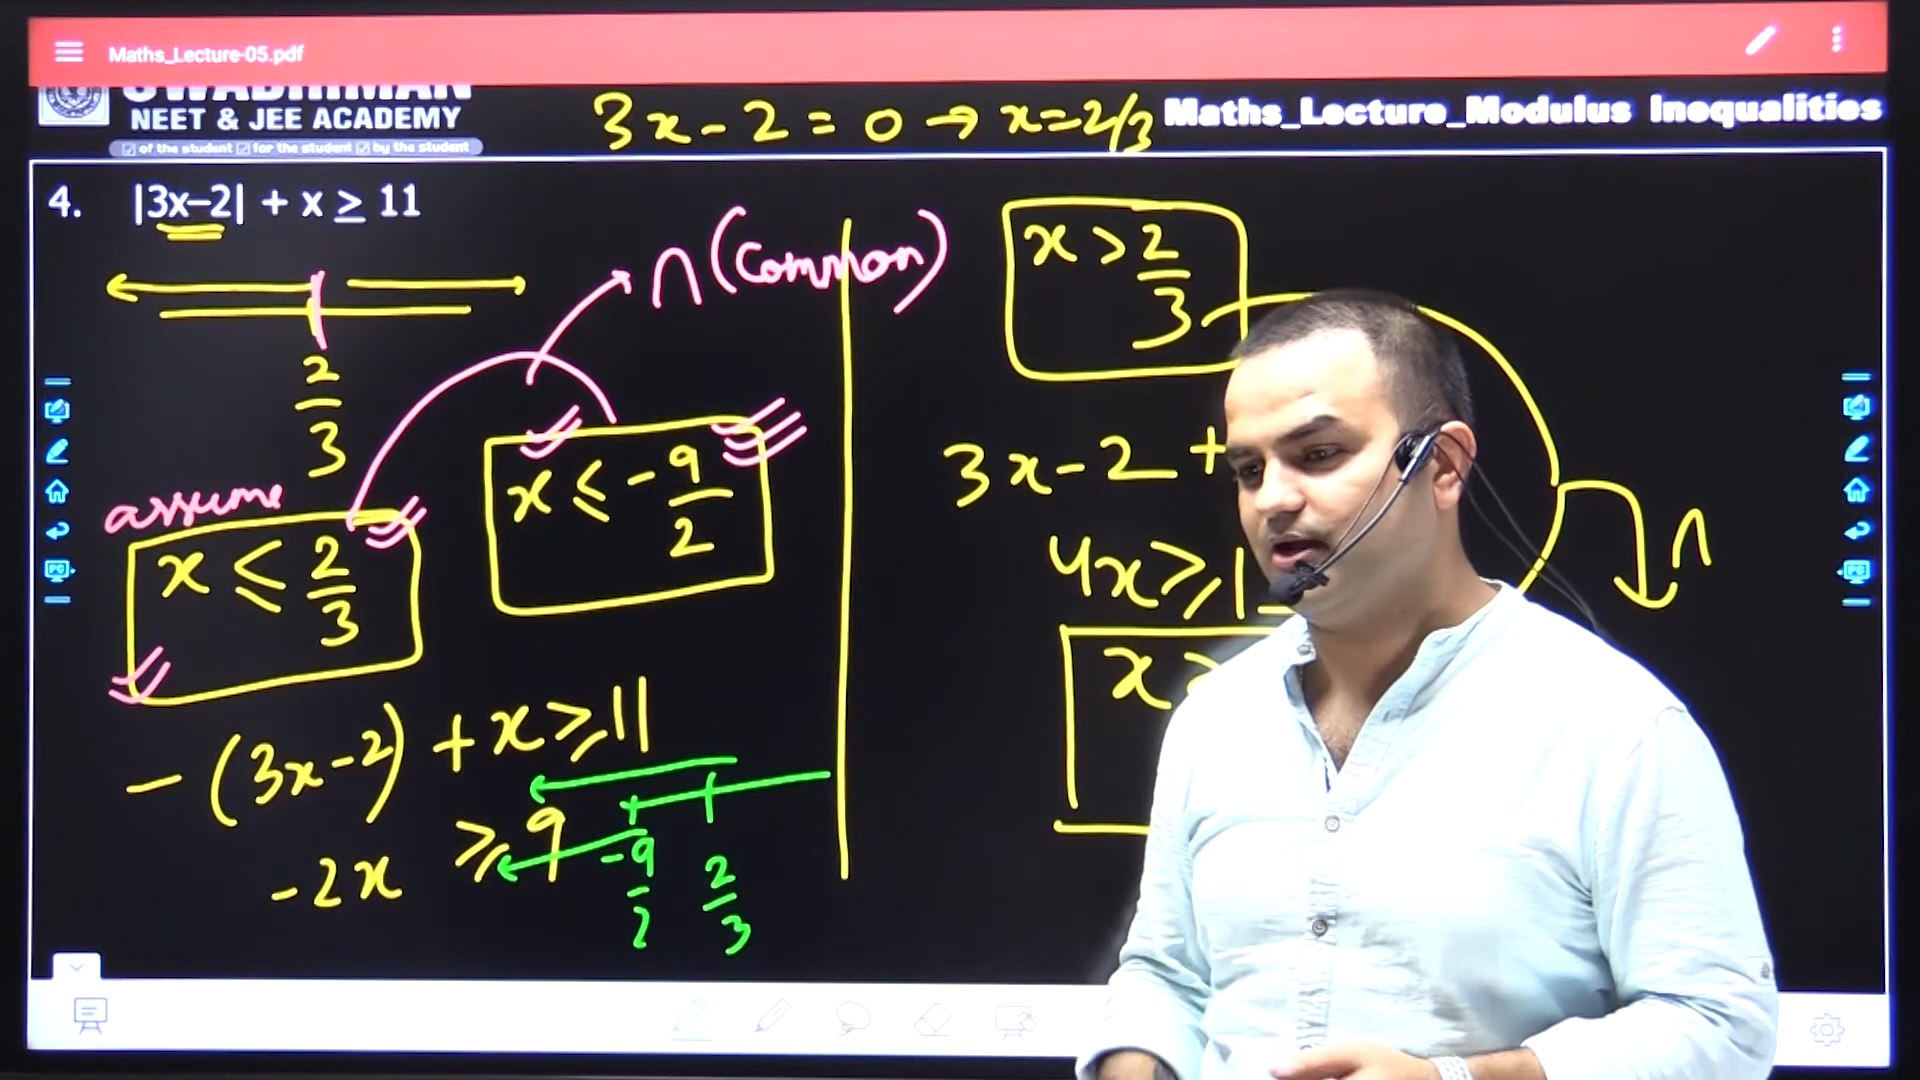 Maths_Lecture-05.pdf
SWABHIMAN
NEET & JEE ACADEMY
of the student for the student by the student
3x-2=0→x=2/3
Maths_Lecture_Modulus Inequalities
4. |3x–2| + x ≥ 11
∩(Common)
2/3
assume
x ≤ 2/3
x ≤ -9/2
-(3x-2)+x≥11
-2x ≥9
-9/2 2/3
x>2/3
3x-2+
4x≥1
x≥
∩